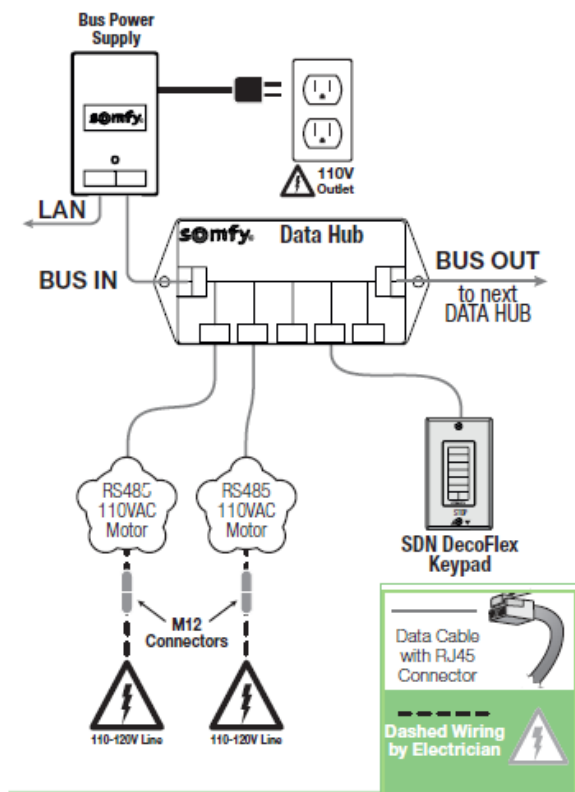 Bus Power
Supply
somfy
110V
Outlet
LAN
somfy. Data Hub
BUS IN
BUS OUT
to next
DATA HUB
RS485
110VAC
Motor
RS485
110VAC
Motor
STOP
SDN DecoFlex
Keypad
M12
Connectors
110-120V Line
110-120V Line
Data Cable
with RJ45
Connector
Dashed Wiring
by Electrician